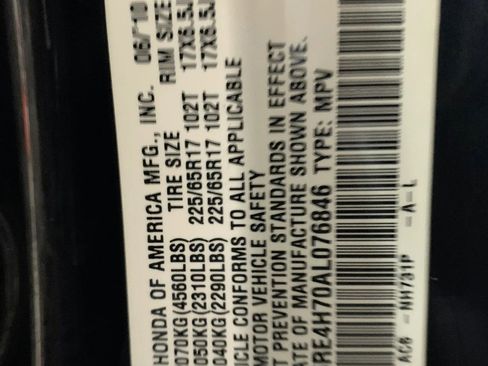 HONDA OF AMERICA MFG., INC. 06/10
TIRE SIZE RIM SIZE
070KG(4560LBS)
050KG(2310LBS) 225/65R17 102T 17X6.5J
040KG(2290LBS) 225/65R17 102T 17X6.5J
ICLE CONFORMS TO ALL APPLICABLE
MOTOR VEHICLE SAFETY
T PREVENTION STANDARDS IN EFFECT
ATE OF MANUFACTURE SHOWN ABOVE.
RE4H70AL076846 TYPE: MPV
AC6 - NH731P -A-L